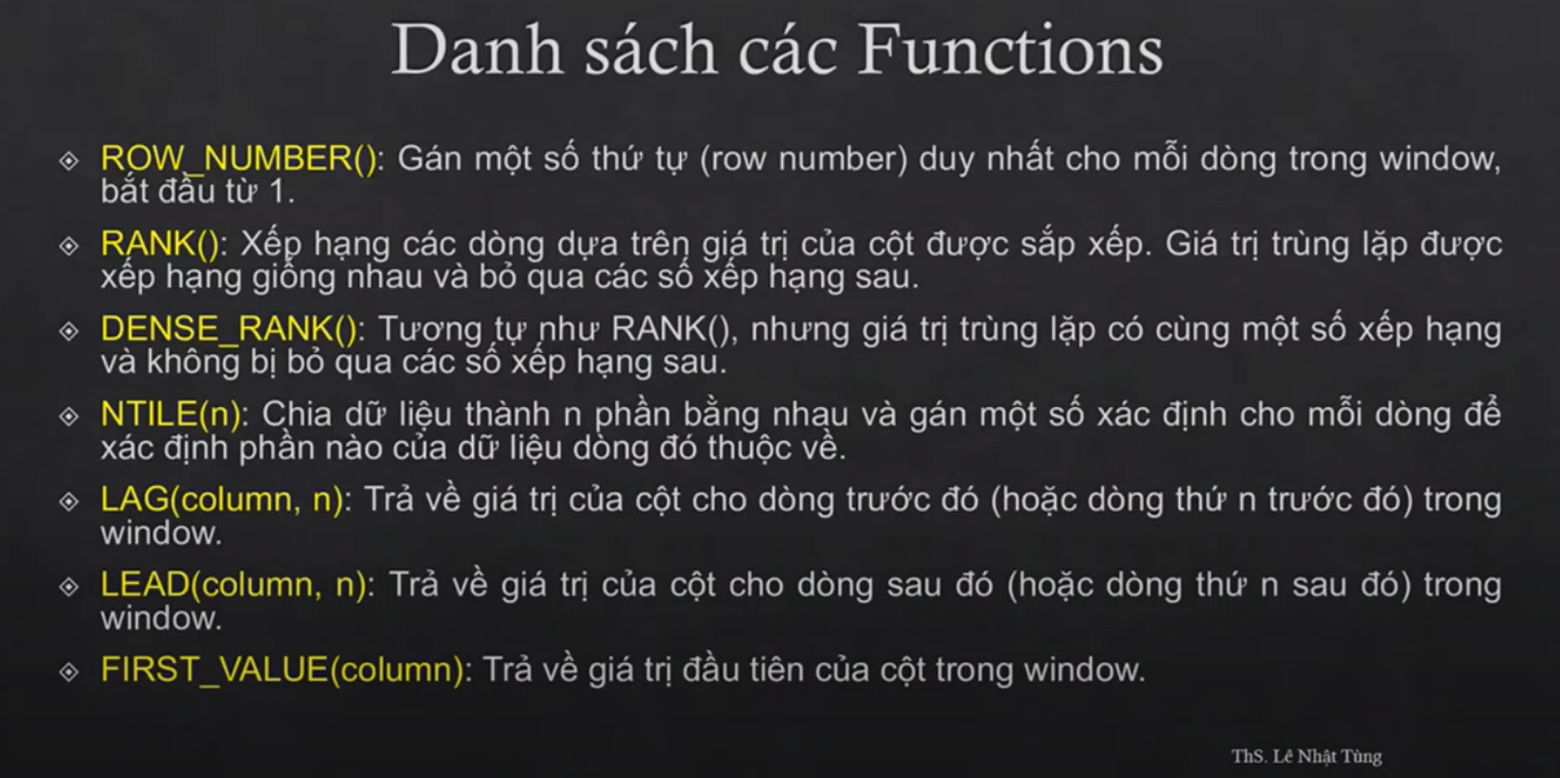 Danh sách các Functions
ROW_NUMBER(): Gán một số thứ tự (row number) duy nhất cho mỗi dòng trong window,
bắt đầu từ 1.
RANK(): Xếp hạng các dòng dựa trên giá trị của cột được sắp xếp. Giá trị trùng lặp được
xếp hạng giống nhau và bỏ qua các số xếp hạng sau.
DENSE_RANK(): Tương tự như RANK(), nhưng giá trị trùng lặp có cùng một số xếp hạng
và không bị bỏ qua các số xếp hạng sau.
NTILE(n): Chia dữ liệu thành n phần bằng nhau và gán một số xác định cho mỗi dòng để
xác định phần nào của dữ liệu dòng đó thuộc về.
LAG(column, n): Trả về giá trị của cột cho dòng trước đó (hoặc dòng thứ n trước đó) trong
window.
LEAD(column, n): Trả về giá trị của cột cho dòng sau đó (hoặc dòng thứ n sau đó) trong
window.
FIRST_VALUE(column): Trả về giá trị đầu tiên của cột trong window.
ThS. Lê Nhật Tùng